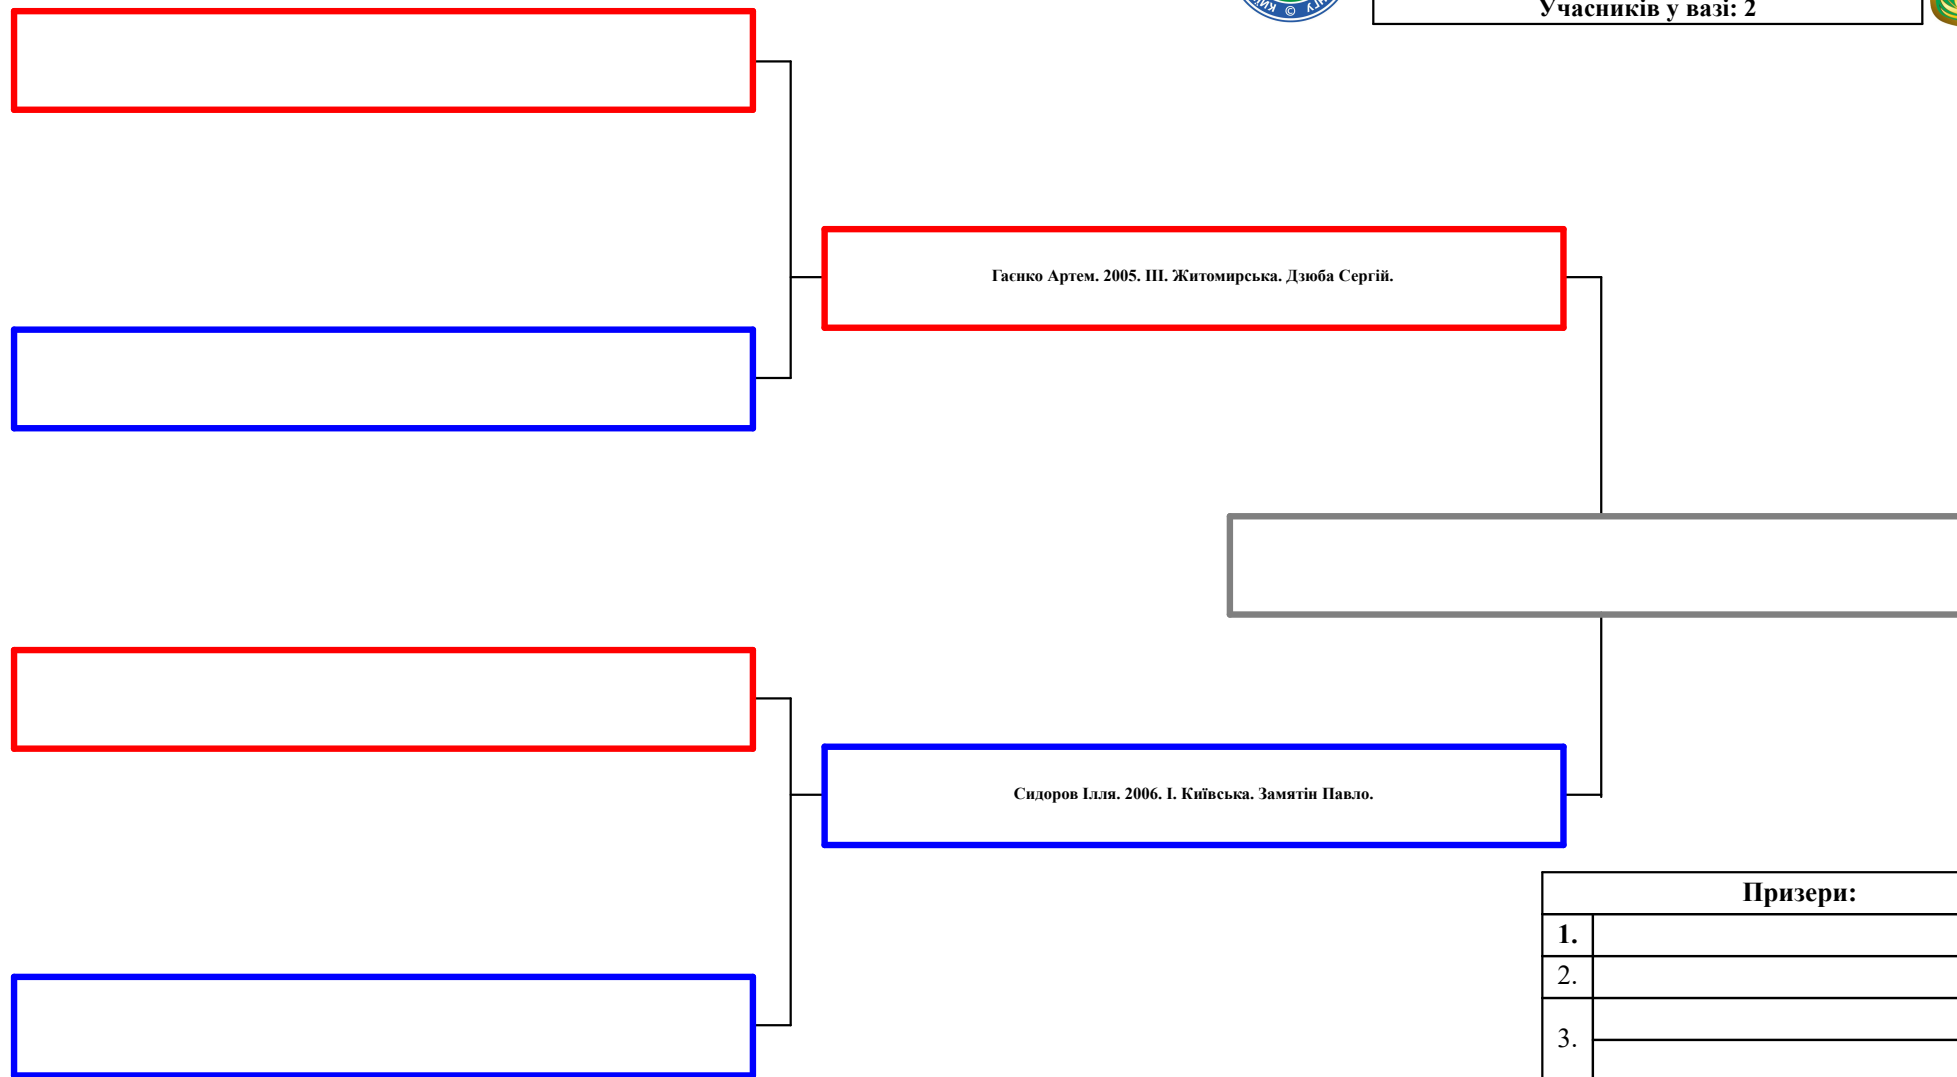 Учасників у вазі: 2
Гаєнко Артем. 2005. III. Житомирська. Дзюба Сергій.
Сидоров Ілля. 2006. I. Київська. Замятін Павло.
Призери:
1.
2.
3.